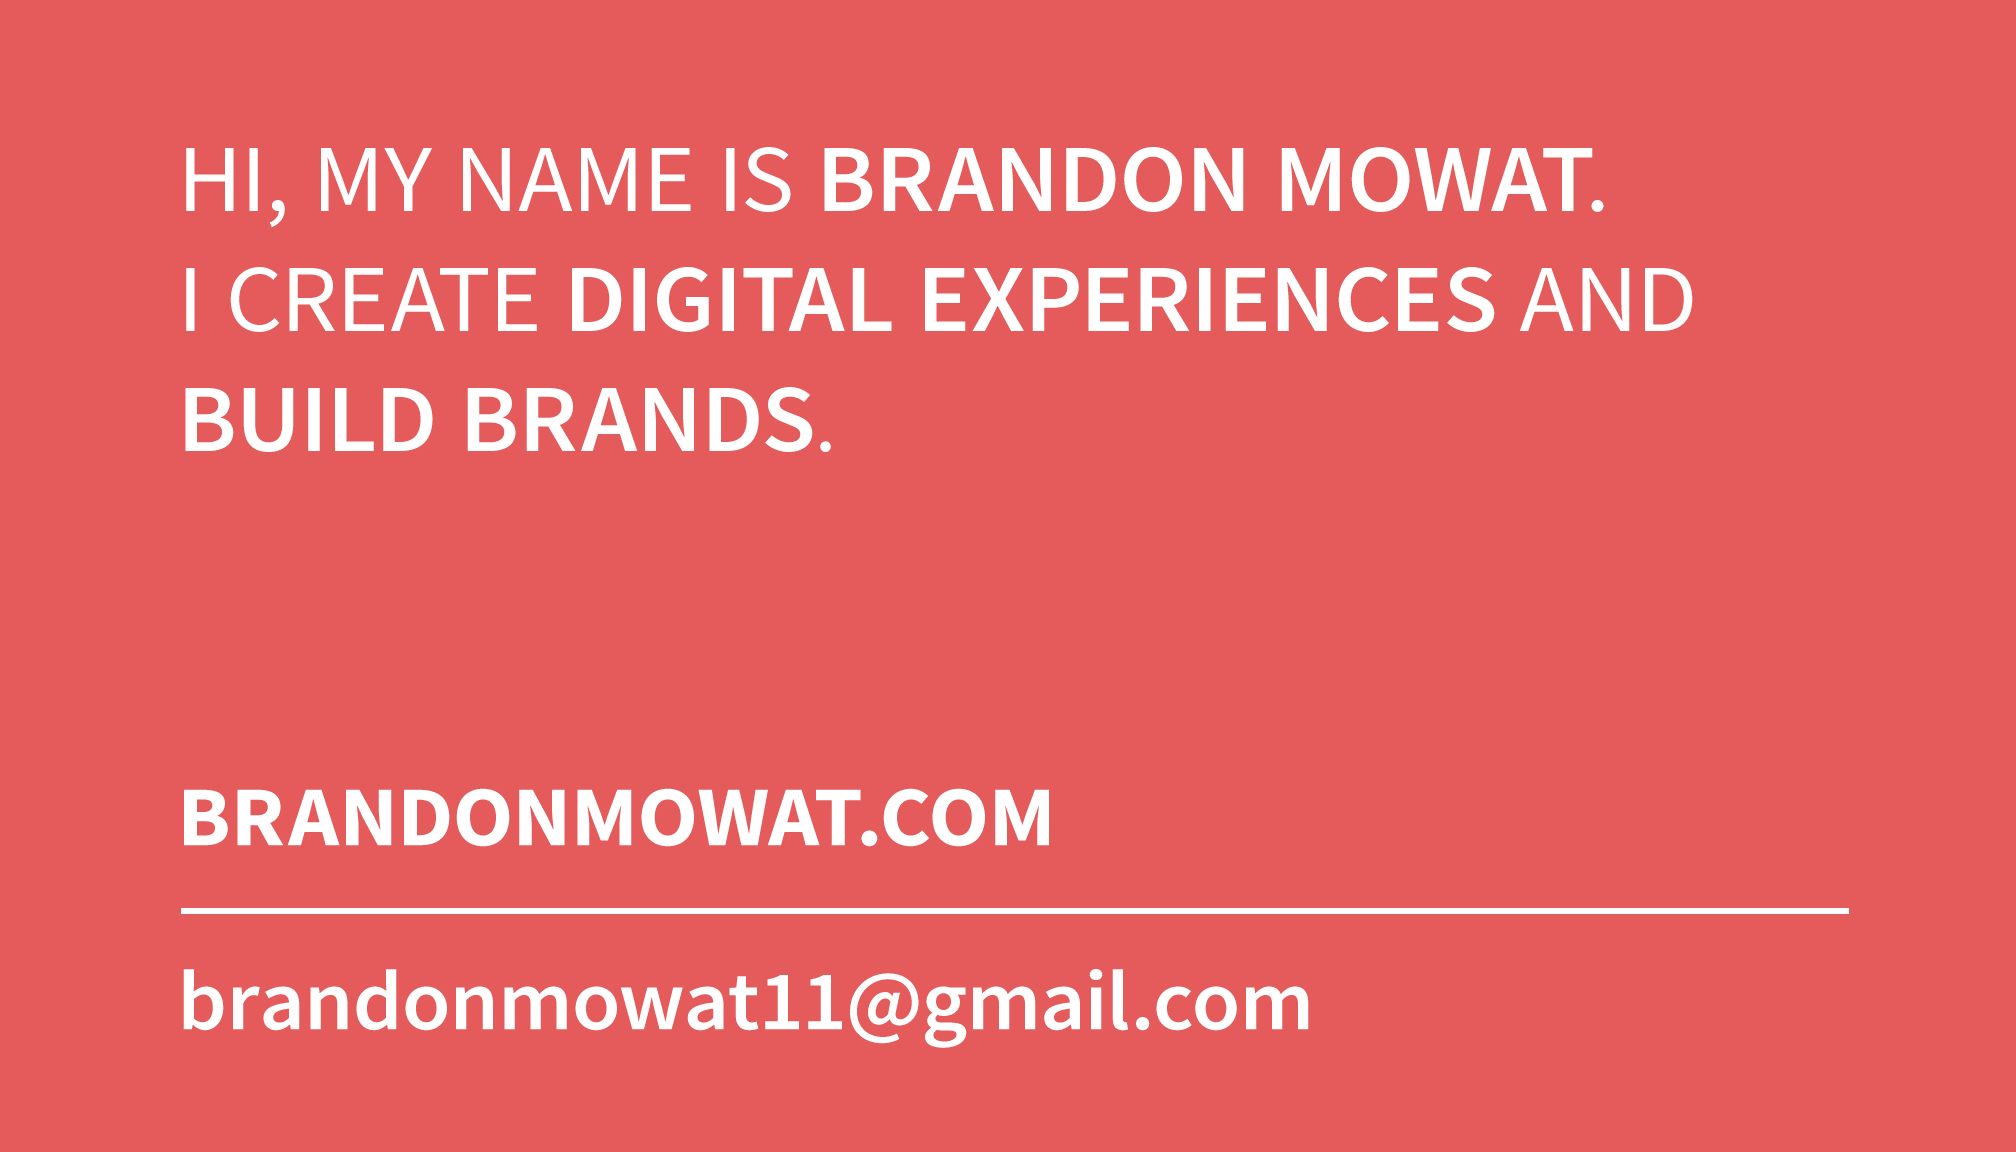 HI, MY NAME IS BRANDON MOWAT.
I CREATE DIGITAL EXPERIENCES AND
BUILD BRANDS.
BRANDONMOWAT.COM
brandonmowat11@gmail.com